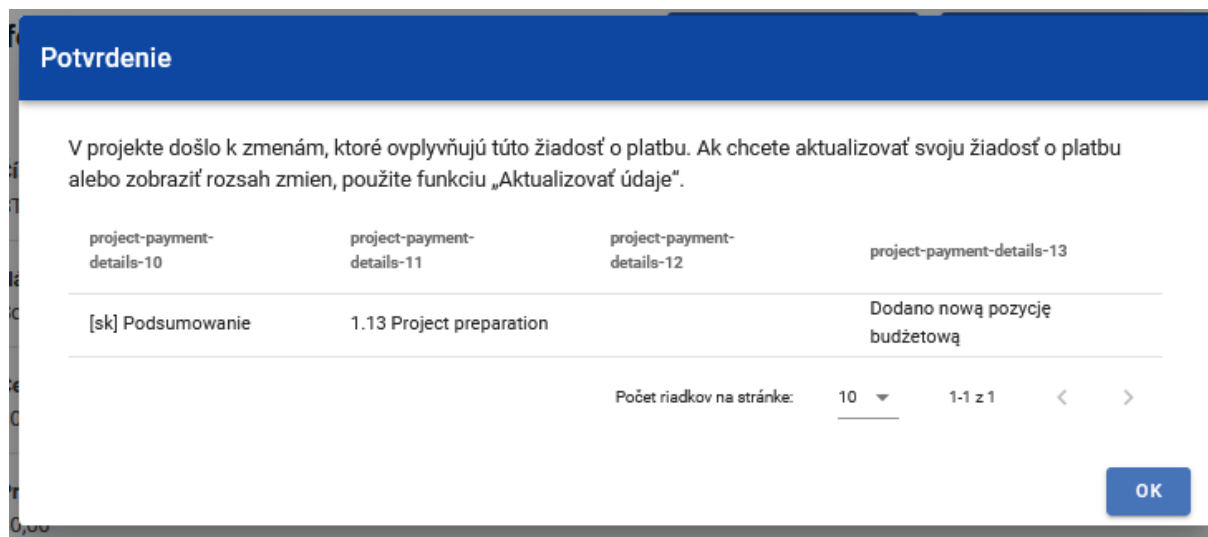 Potvrdenie
V projekte došlo k zmenám, ktoré ovplyvňujú túto žiadosť o platbu. Ak chcete aktualizovať svoju žiadosť o platbu
alebo zobraziť rozsah zmien, použite funkciu „Aktualizovať údaje“.
project-payment-
details-10
project-payment-
details-11
project-payment-
details-12
project-payment-details-13
[sk] Podsumowanie
1.13 Project preparation
Dodano nową pozycję
budżetową
Počet riadkov na stránke: 10 1-1 z 1
OK